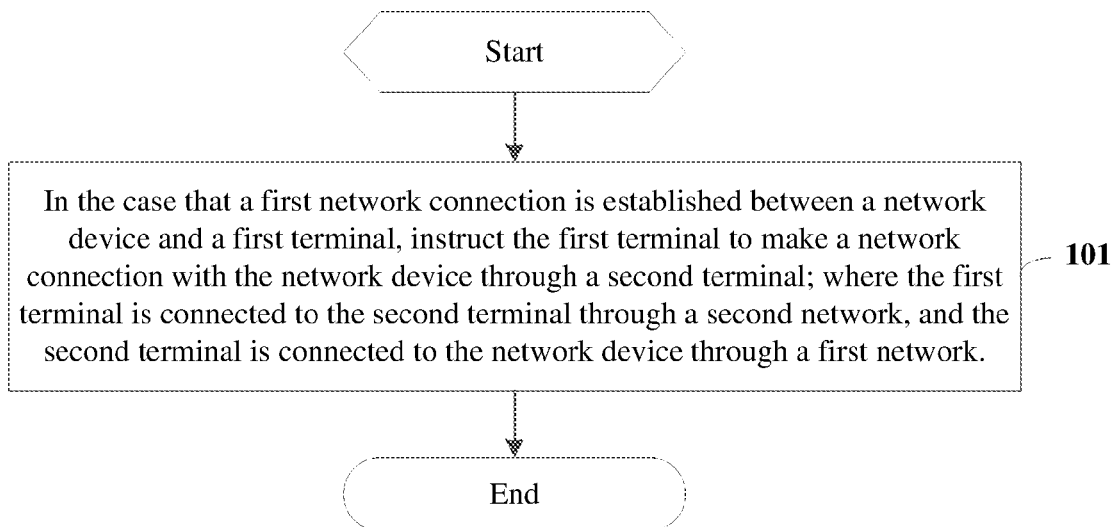 Start
In the case that a first network connection is established between a network
device and a first terminal, instruct the first terminal to make a network
connection with the network device through a second terminal; where the first
terminal is connected to the second terminal through a second network, and the
second terminal is connected to the network device through a first network.
101
End